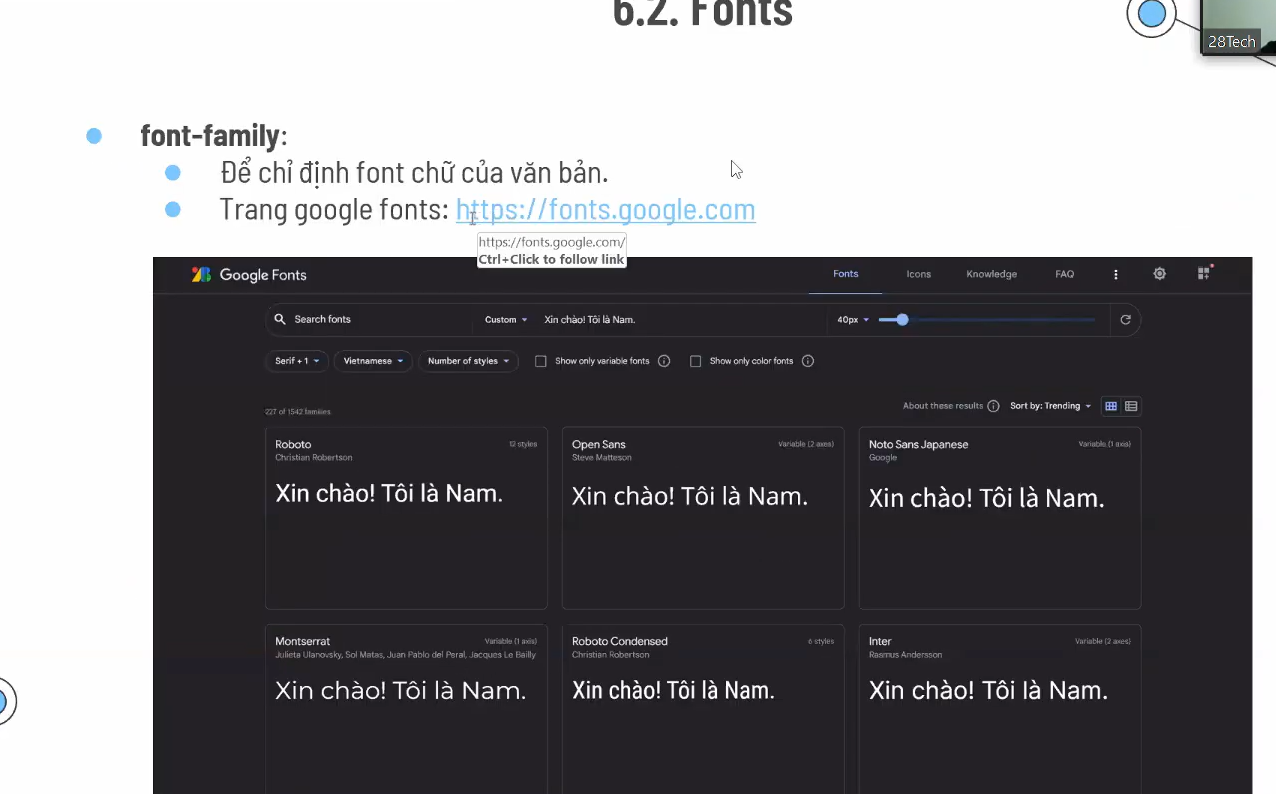 6.2. Fonts
28Tech
font-family:
Để chỉ định font chữ của văn bản.
Trang google fonts: https://fonts.google.com
https://fonts.google.com/
Ctrl+Click to follow link
Google Fonts
Fonts
Icons
Knowledge
FAQ
Search fonts
Custom
Xin chào! Tôi là Nam.
40px
Serif + 1
Vietnamese
Number of styles
Show only variable fonts
Show only color fonts
227 of 1542 families
About these results
Sort by: Trending
Roboto
12 styles
Christian Robertson
Xin chào! Tôi là Nam.
Open Sans
Variable (2 axes)
Steve Matteson
Xin chào! Tôi là Nam.
Noto Sans Japanese
Variable (1 axis)
Google
Xin chào! Tôi là Nam.
Montserrat
Variable (1 axis)
Julieta Ulanovsky, Sol Matas, Juan Pablo del Peral, Jacques Le Bailly
Xin chào! Tôi là Nam.
Roboto Condensed
6 styles
Christian Robertson
Xin chào! Tôi là Nam.
Inter
Variable (2 axes)
Rasmus Andersson
Xin chào! Tôi là Nam.